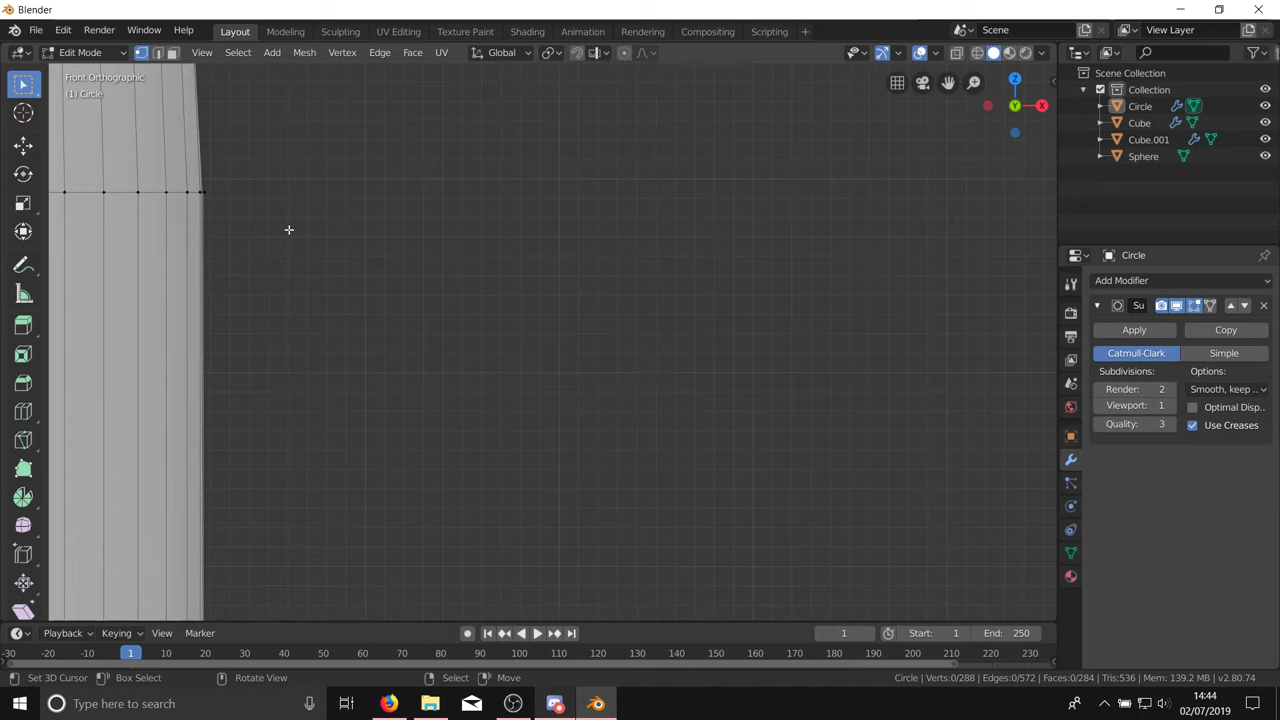 Blender
File Edit Render Window Help Layout Modeling Sculpting UV Editing Texture Paint Shading Animation Rendering Compositing Scripting + Scene View Layer
Edit Mode View Select Add Mesh Vertex Edge Face UV Global
Front Orthographic
(1) Circle
Z
Y
X
Scene Collection
Collection
Circle
Cube
Cube.001
Sphere
Circle
Add Modifier
Su
Apply Copy
Catmull-Clark Simple
Subdivisions: Options:
Render: 2 Smooth, keep ..
Viewport: 1 Optimal Disp..
Quality: 3 Use Creases
Playback Keying View Marker 1 Start: 1 End: 250
-20 -10 1 10 20 30 40 50 60 70 80 90 100 110 120 130 140 150 160 170 180 190 200 210 220 230
Set 3D Cursor Box Select Rotate View Select Move Circle | Verts:0/288 | Edges:0/572 | Faces:0/284 | Tris:536 | Mem: 139.2 MB | v2.80.74
Type here to search
14:44
02/07/2019